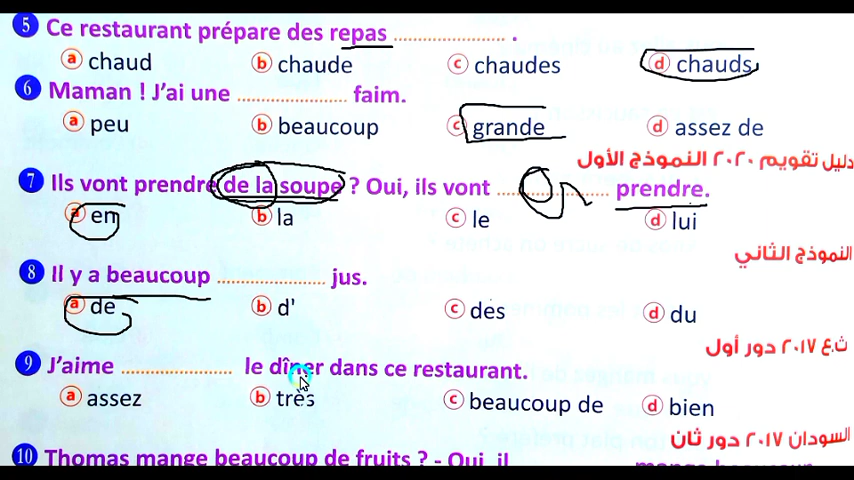 5 Ce restaurant prépare des repas .................... .
a chaud b chaude c chaudes d chauds
6 Maman ! J'ai une .................... faim.
a peu b beaucoup c grande d assez de
دليل تقويم ٢٠٢٠ النموذج الأول
7 Ils vont prendre de la soupe ? Oui, ils vont .................... prendre.
a en b la c le d lui
النموذج الثاني
8 Il y a beaucoup .................... jus.
a de b d' c des d du
ث.ع ٢٠١٧ دور أول
9 J'aime .................... le dîner dans ce restaurant.
a assez b très c beaucoup de d bien
السودان ٢٠١٧ دور ثان
10 Thomas mange beaucoup de fruits ? - Oui, il
mange beaucoup